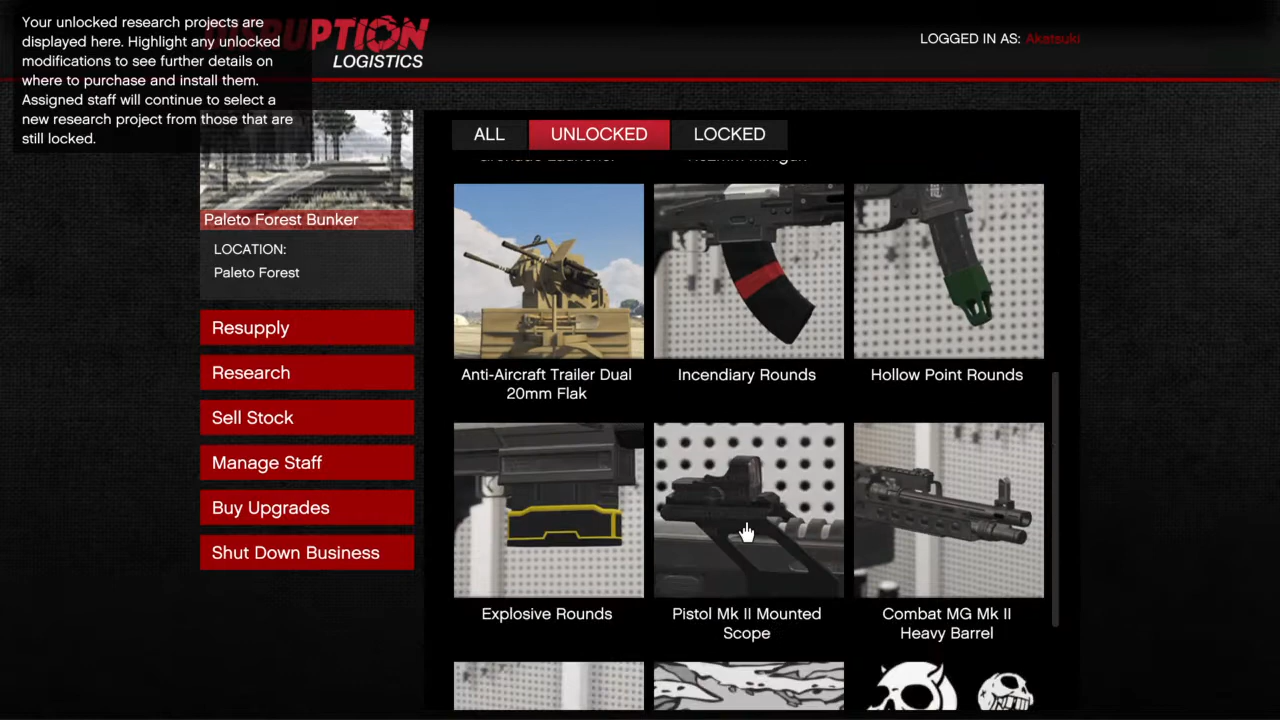 Your unlocked research projects are
displayed here. Highlight any unlocked
modifications to see further details on
where to purchase and install them.
Assigned staff will continue to select a
new research project from those that are
still locked.
DISRUPTION
LOGISTICS
LOGGED IN AS: Akatsuki
Paleto Forest Bunker
LOCATION:
Paleto Forest
Resupply
Research
Sell Stock
Manage Staff
Buy Upgrades
Shut Down Business
ALL
UNLOCKED
LOCKED
Grenade Launcher
Anti-Aircraft Trailer Dual
20mm Flak
Incendiary Rounds
Hollow Point Rounds
Explosive Rounds
Pistol Mk II Mounted
Scope
Combat MG Mk II
Heavy Barrel